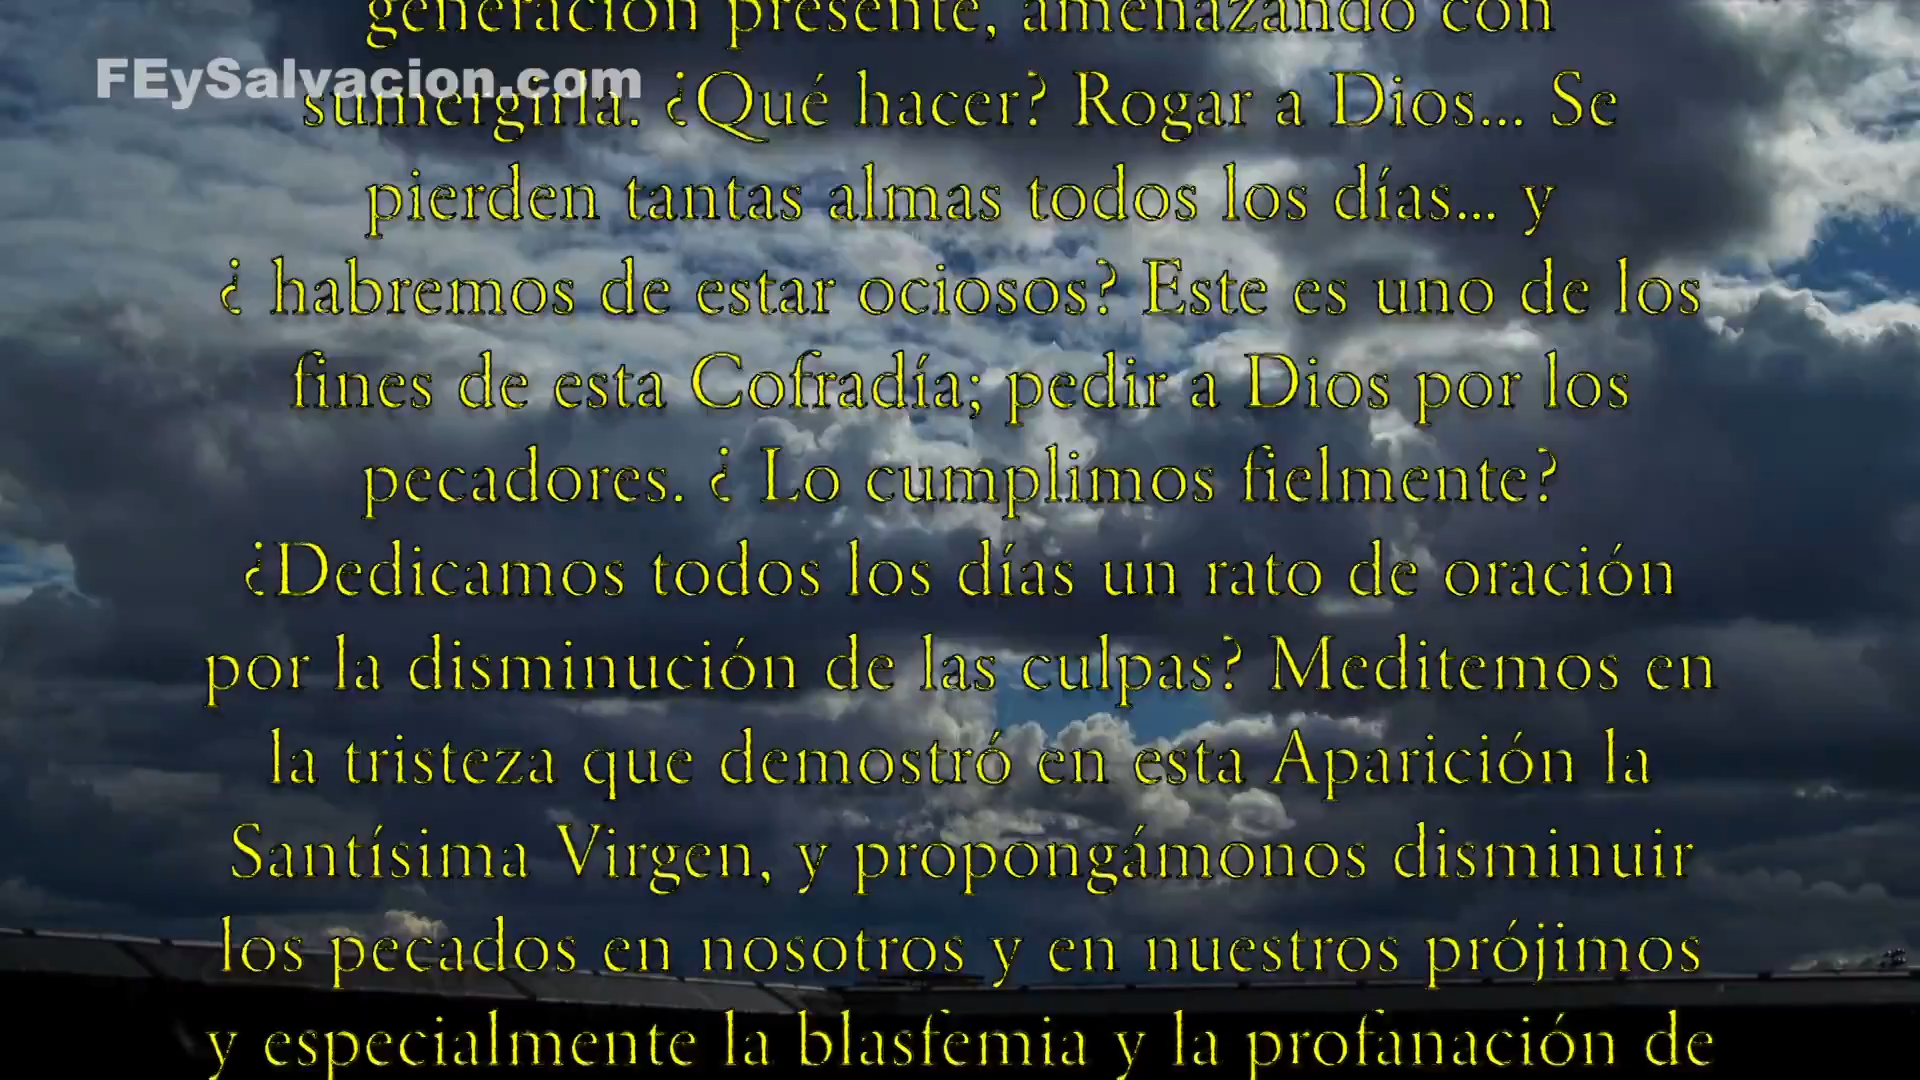 generación presente, amenazando con
FEySalvacion.com
sumergirla. ¿Qué hacer? Rogar a Dios... Se
pierden tantas almas todos los días... y
¿ habremos de estar ociosos? Este es uno de los
fines de esta Cofradía; pedir a Dios por los
pecadores. ¿ Lo cumplimos fielmente?
¿Dedicamos todos los días un rato de oración
por la disminución de las culpas? Meditemos en
la tristeza que demostró en esta Aparición la
Santísima Virgen, y propongámonos disminuir
los pecados en nosotros y en nuestros prójimos
y especialmente la blasfemia y la profanación de